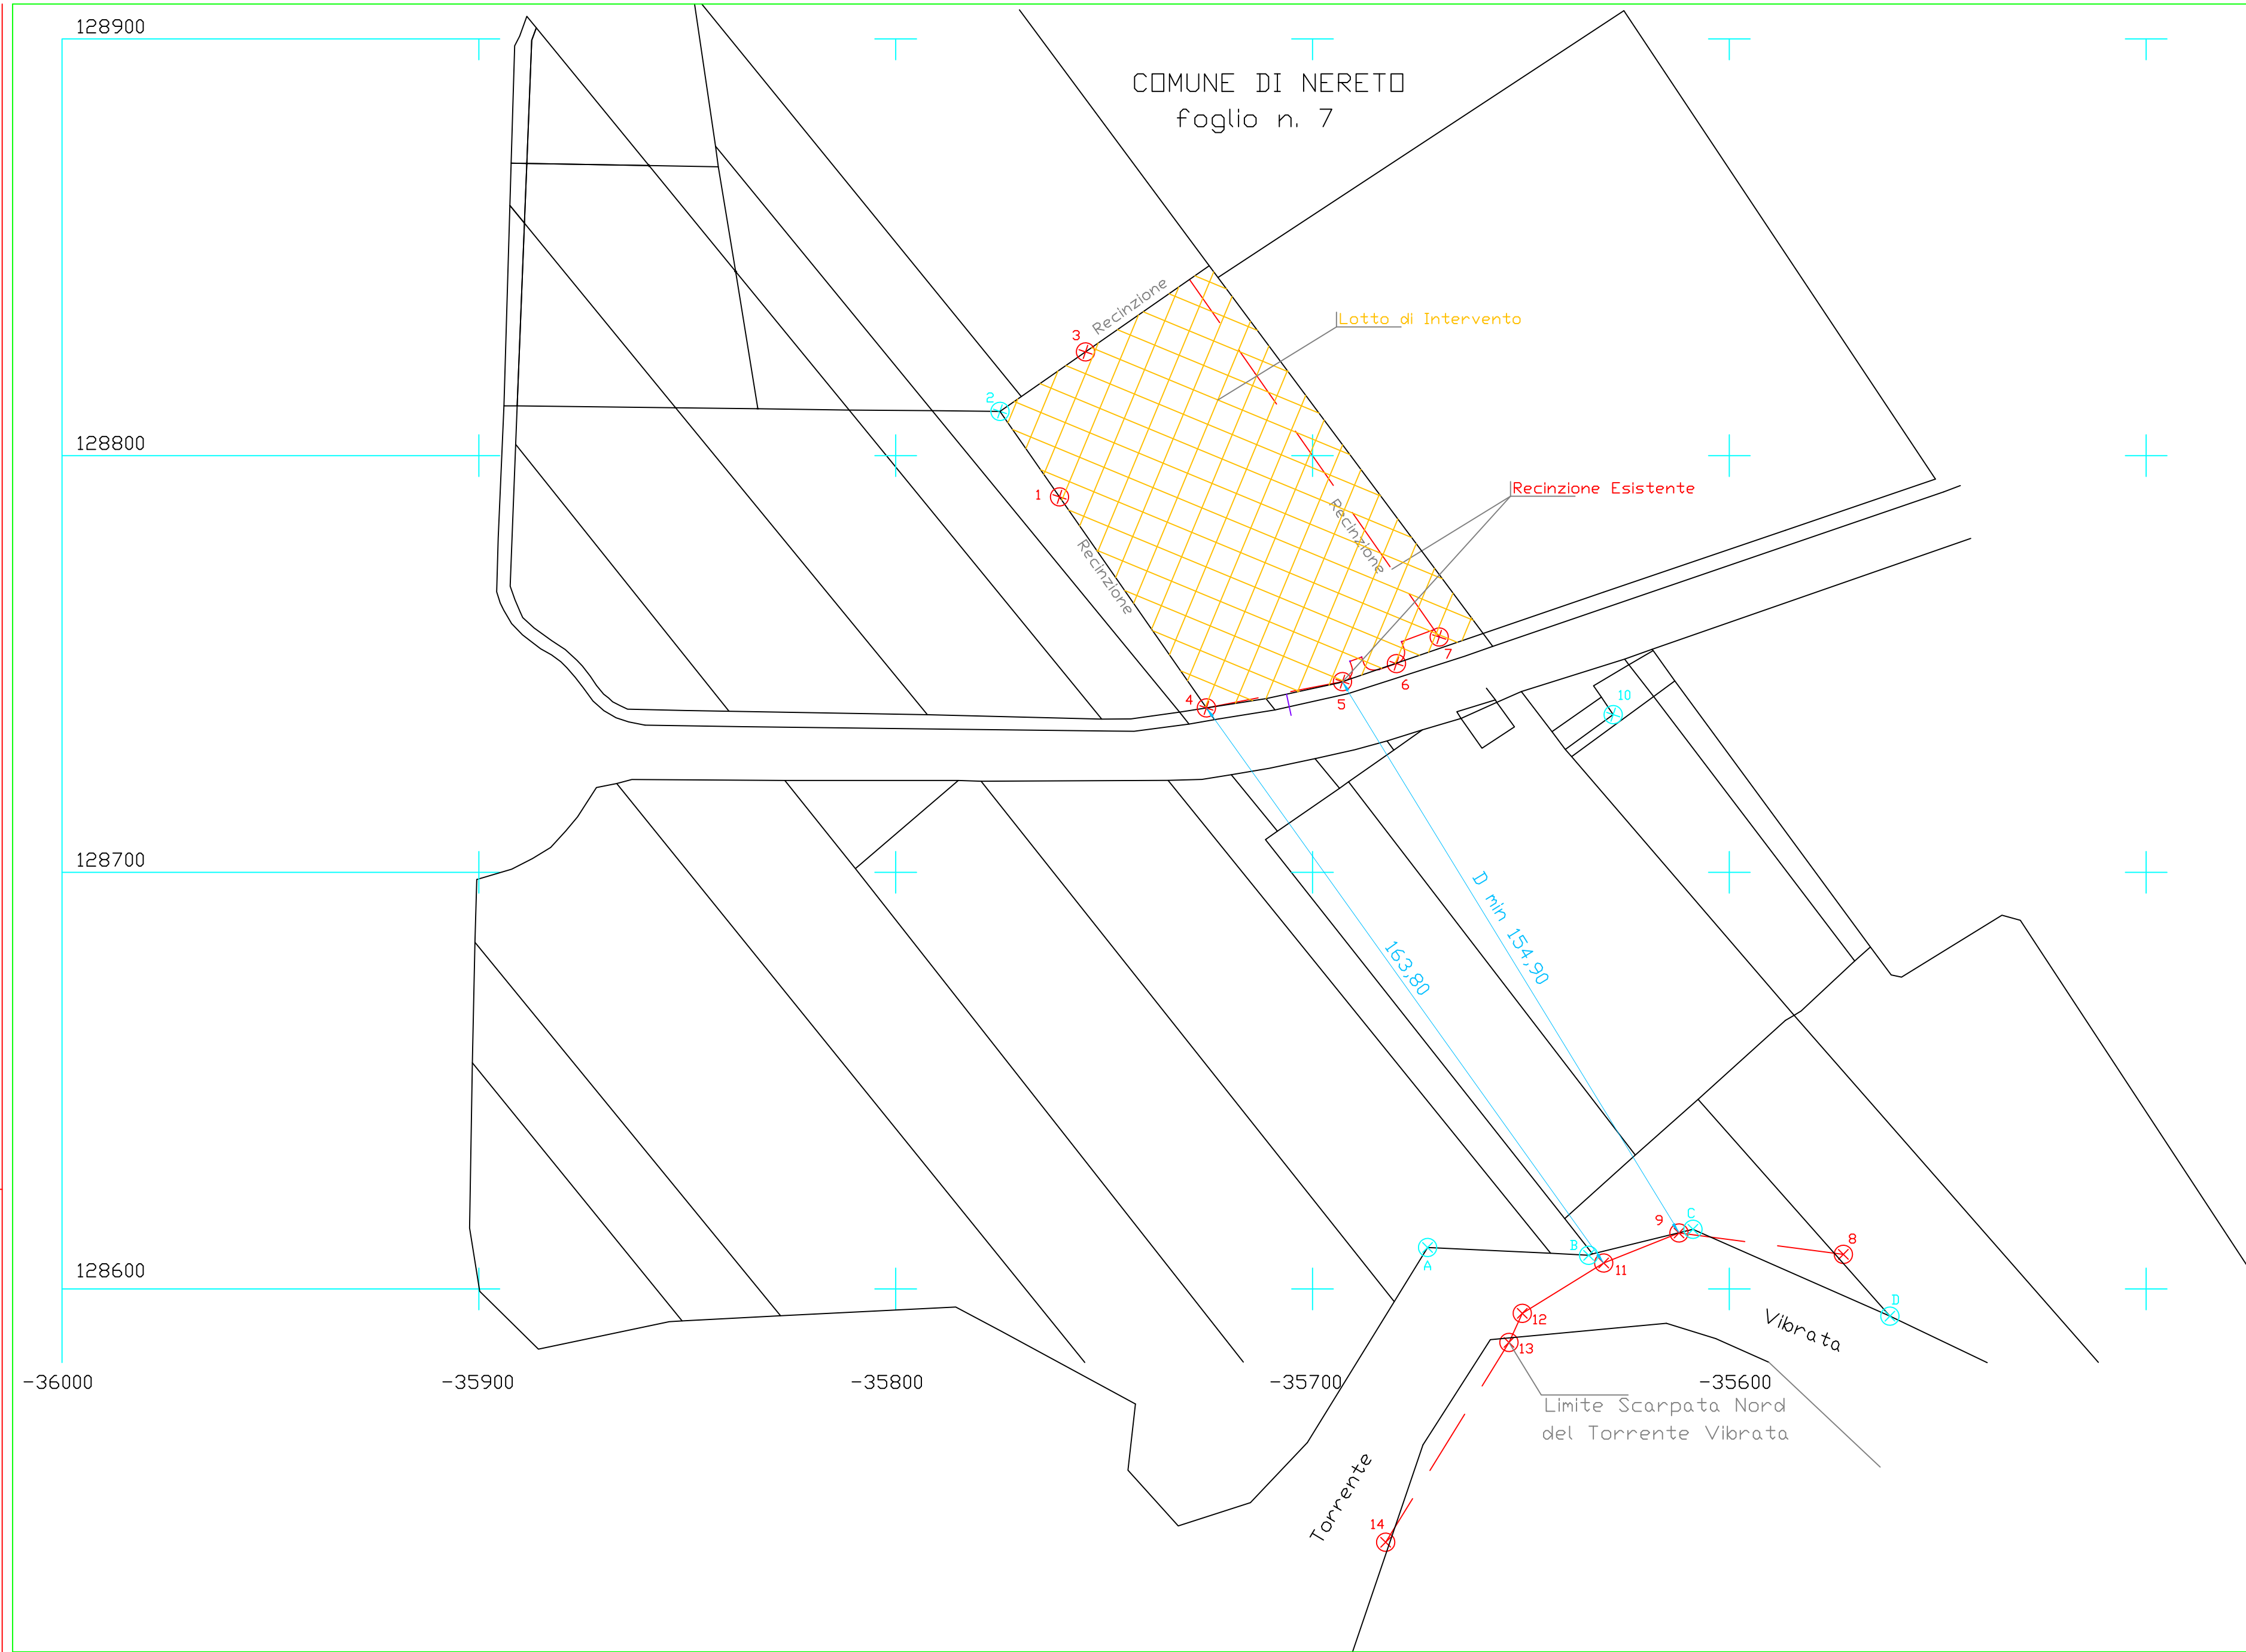 128900
COMUNE DI NERETO
foglio n. 7
Recinzione
Lotto di Intervento
3
2
128800
1
Recinzione Esistente
Recinzione
Recinzione
4
5
6
7
10
128700
D min 154,90
163,80
9
C
8
B
A
11
128600
D
12
13
Vibrata
-36000
-35900
-35800
-35700
-35600
Limite Scarpata Nord
del Torrente Vibrata
Torrente
14